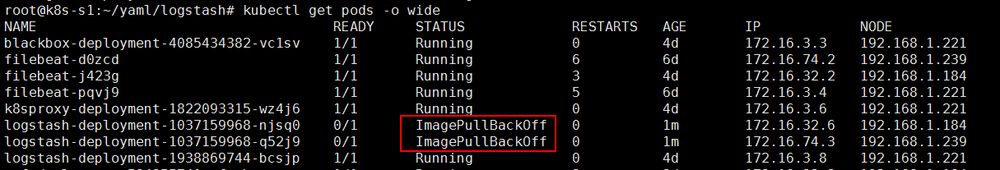 root@k8s-s1:~/yaml/logstash# kubectl get pods -o wide
NAME READY STATUS RESTARTS AGE IP NODE
blackbox-deployment-4085434382-vc1sv 1/1 Running 0 4d 172.16.3.3 192.168.1.221
filebeat-d0zcd 1/1 Running 6 6d 172.16.74.2 192.168.1.239
filebeat-j423g 1/1 Running 3 4d 172.16.32.2 192.168.1.184
filebeat-pqvj9 1/1 Running 5 6d 172.16.3.4 192.168.1.221
k8sproxy-deployment-1822093315-wz4j6 1/1 Running 0 4d 172.16.3.6 192.168.1.221
logstash-deployment-1037159968-njsq0 0/1 ImagePullBackOff 0 1m 172.16.32.6 192.168.1.184
logstash-deployment-1037159968-q52j9 0/1 ImagePullBackOff 0 1m 172.16.74.3 192.168.1.239
logstash-deployment-1938869744-bcsjp 1/1 Running 0 4d 172.16.3.8 192.168.1.221